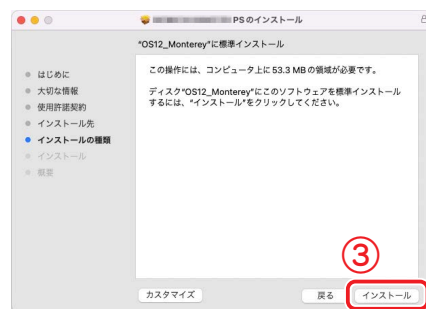 PSのインストール
"OS12_Monterey"に標準インストール
はじめに
大切な情報
使用許諾契約
インストール先
インストールの種類
インストール
概要
この操作には、コンピュータ上に 53.3 MB の領域が必要です。
ディスク"OS12_Monterey"にこのソフトウェアを標準インストール
するには、"インストール"をクリックしてください。
③
カスタマイズ
戻る
インストール